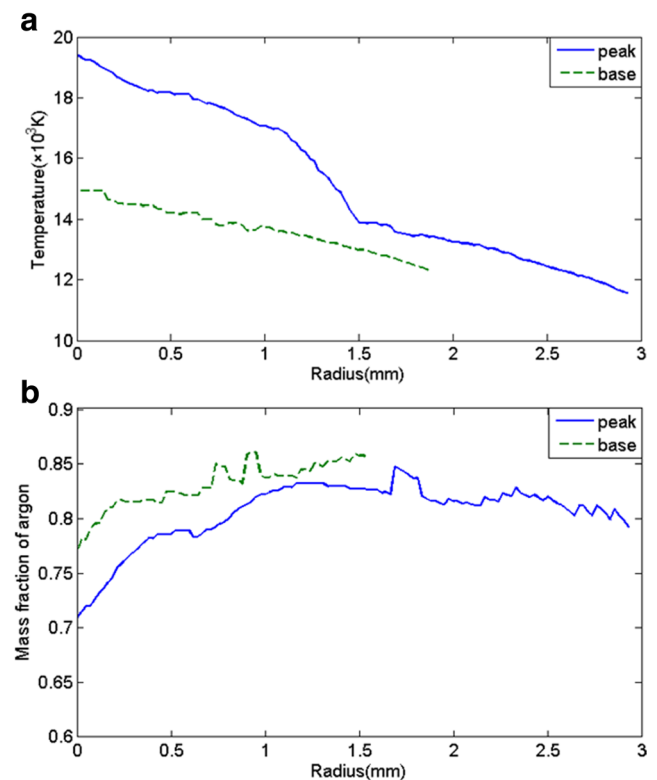 a
20
18
16
14
12
10
Temperature(×10³K)
peak
base
0 0.5 1 1.5 2 2.5 3
Radius(mm)
b
0.9
0.85
0.8
0.75
0.7
0.65
0.6
Mass fraction of argon
peak
base
0 0.5 1 1.5 2 2.5 3
Radius(mm)